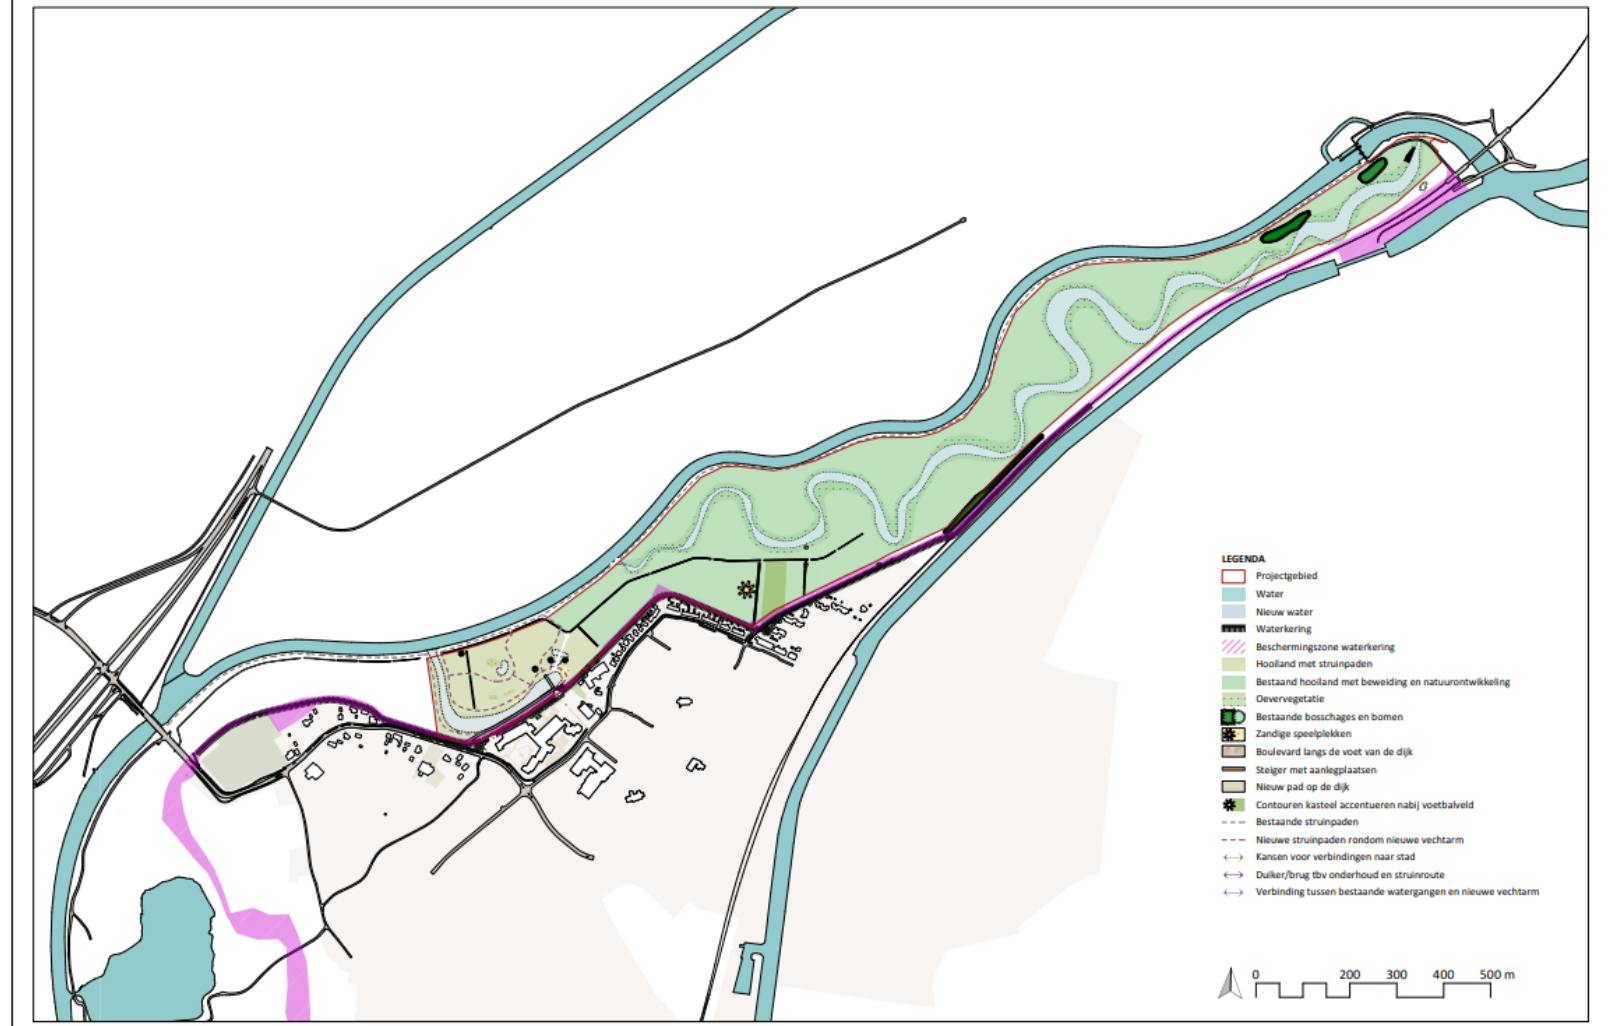 LEGENDA
Projectgebied
Water
Nieuw water
Waterkering
Beschermingszone waterkering
Hooiland met struinpaden
Bestaand hooiland met beweiding en natuurontwikkeling
Oevervegetatie
Bestaande bosschages en bomen
Zandige speelplekken
Boulevard langs de voet van de dijk
Steiger met aanlegplaatsen
Nieuw pad op de dijk
Contouren kasteel accentueren nabij voetbalveld
Bestaande struinpaden
Nieuwe struinpaden rondom nieuwe vechtarm
Kansen voor verbindingen naar stad
Duiker/brug tbv onderhoud en struinroute
Verbinding tussen bestaande watergangen en nieuwe vechtarm
0 200 300 400 500 m